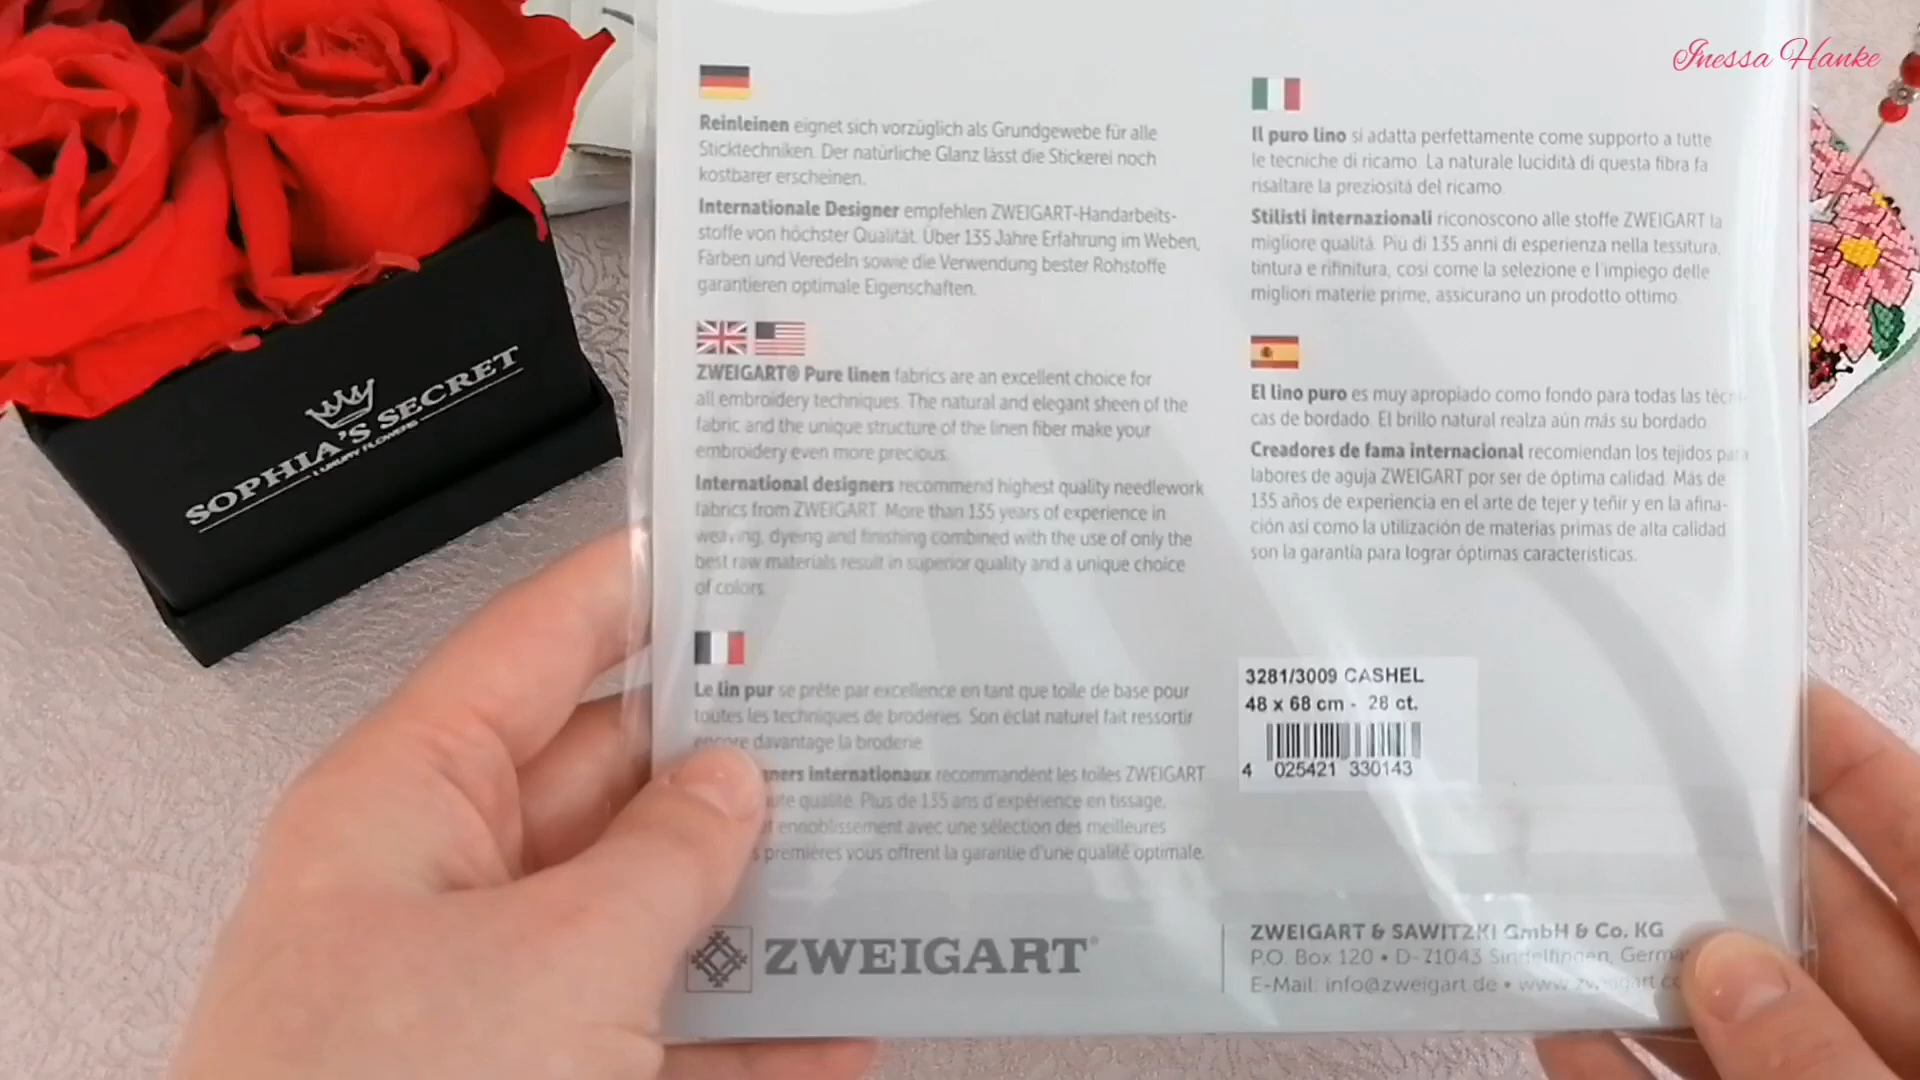 Inessa Hanke
SOPHIA'S SECRET
LUXURY FLOWERS
Reinleinen eignet sich vorzüglich als Grundgewebe für alle
Sticktechniken. Der natürliche Glanz lässt die Stickerei noch
kostbarer erscheinen.
Internationale Designer empfehlen ZWEIGART-Handarbeits-
stoffe von höchster Qualität. Über 135 Jahre Erfahrung im Weben,
Färben und Veredeln sowie die Verwendung bester Rohstoffe
garantieren optimale Eigenschaften.
ZWEIGART® Pure linen fabrics are an excellent choice for
all embroidery techniques. The natural and elegant sheen of the
fabric and the unique structure of the linen fiber make your
embroidery even more precious.
International designers recommend highest quality needlework
fabrics from ZWEIGART. More than 135 years of experience in
weaving, dyeing and finishing combined with the use of only the
best raw materials result in superior quality and a unique choice
of colors.
Le lin pur se prête par excellence en tant que toile de base pour
toutes les techniques de broderies. Son éclat naturel fait ressortir
encore davantage la broderie.
internationaux recommandent les toiles ZWEIGART
qualité. Plus de 135 ans d'expérience en tissage,
ennoblissement avec une sélection des meilleures
premières vous offrent la garantie d'une qualité optimale.
Il puro lino si adatta perfettamente come supporto a tutte
le tecniche di ricamo. La naturale lucidità di questa fibra fa
risaltare la preziosità del ricamo.
Stilisti internazionali riconoscono alle stoffe ZWEIGART la
migliore qualità. Più di 135 anni di esperienza nella tessitura,
tintura e rifinitura, così come la selezione e l'impiego delle
migliori materie prime, assicurano un prodotto ottimo.
El lino puro es muy apropiado como fondo para todas las técni-
cas de bordado. El brillo natural realza aún más su bordado.
Creadores de fama internacional recomiendan los tejidos para
labores de aguja ZWEIGART por ser de óptima calidad. Más de
135 años de experiencia en el arte de tejer y teñir y en la afina-
ción así como la utilización de materias primas de alta calidad
son la garantía para lograr óptimas características.
3281/3009 CASHEL
48 x 68 cm - 28 ct.
4 025421 330143
ZWEIGART®
ZWEIGART & SAWITZKI GmbH & Co. KG
P.O. Box 120 • D-71043 Sindelfingen, Germa
E-Mail: info@zweigart.de • www.zweigart.c